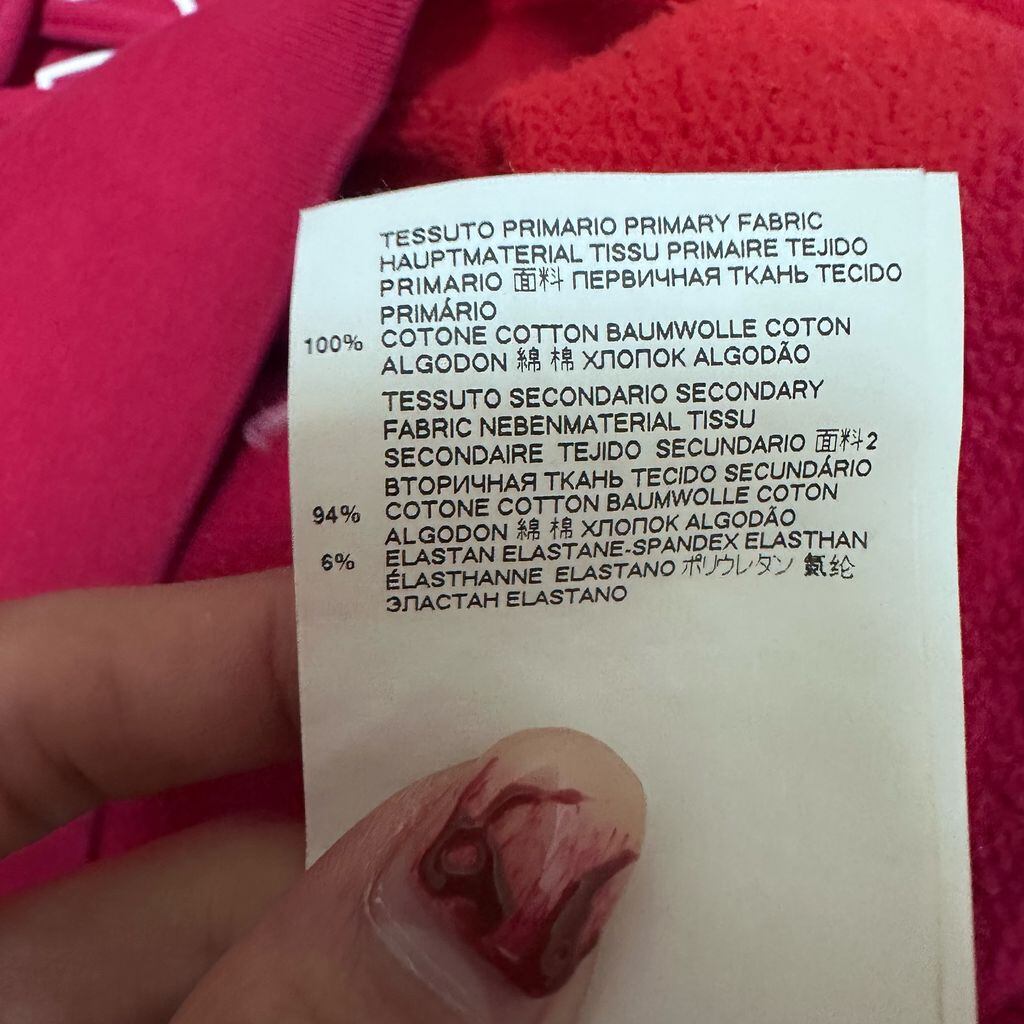 TESSUTO PRIMARIO PRIMARY FABRIC
HAUPTMATERIAL TISSU PRIMAIRE TEJIDO
PRIMARIO 面料 ПЕРВИЧНАЯ ТКАНЬ TECIDO
PRIMÁRIO
100% COTONE COTTON BAUMWOLLE COTON
ALGODON 綿 棉 ХЛОПОК ALGODÃO
TESSUTO SECONDARIO SECONDARY
FABRIC NEBENMATERIAL TISSU
SECONDAIRE TEJIDO SECUNDARIO 面料2
ВТОРИЧНАЯ ТКАНЬ TECIDO SECUNDÁRIO
94% COTONE COTTON BAUMWOLLE COTON
ALGODON 綿 棉 ХЛОПОК ALGODÃO
6% ELASTAN ELASTANE-SPANDEX ELASTHAN
ÉLASTHANNE ELASTANO ポリウレタン 氨纶
ЭЛАСТАН ELASTANO